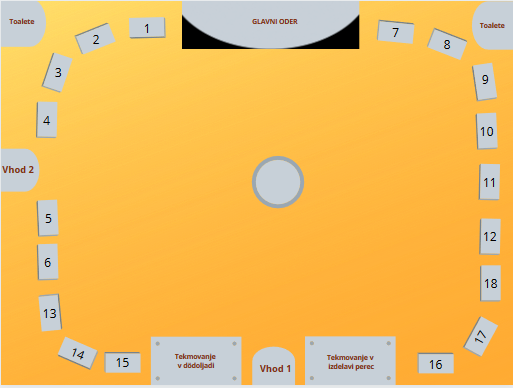 Toalete
1
GLAVNI ODER
7
Toalete
2
8
3
9
4
10
Vhod 2
11
5
12
6
18
13
17
14
15
Tekmovanje
v dödoljadi
Vhod 1
Tekmovanje v
izdelavi perec
16